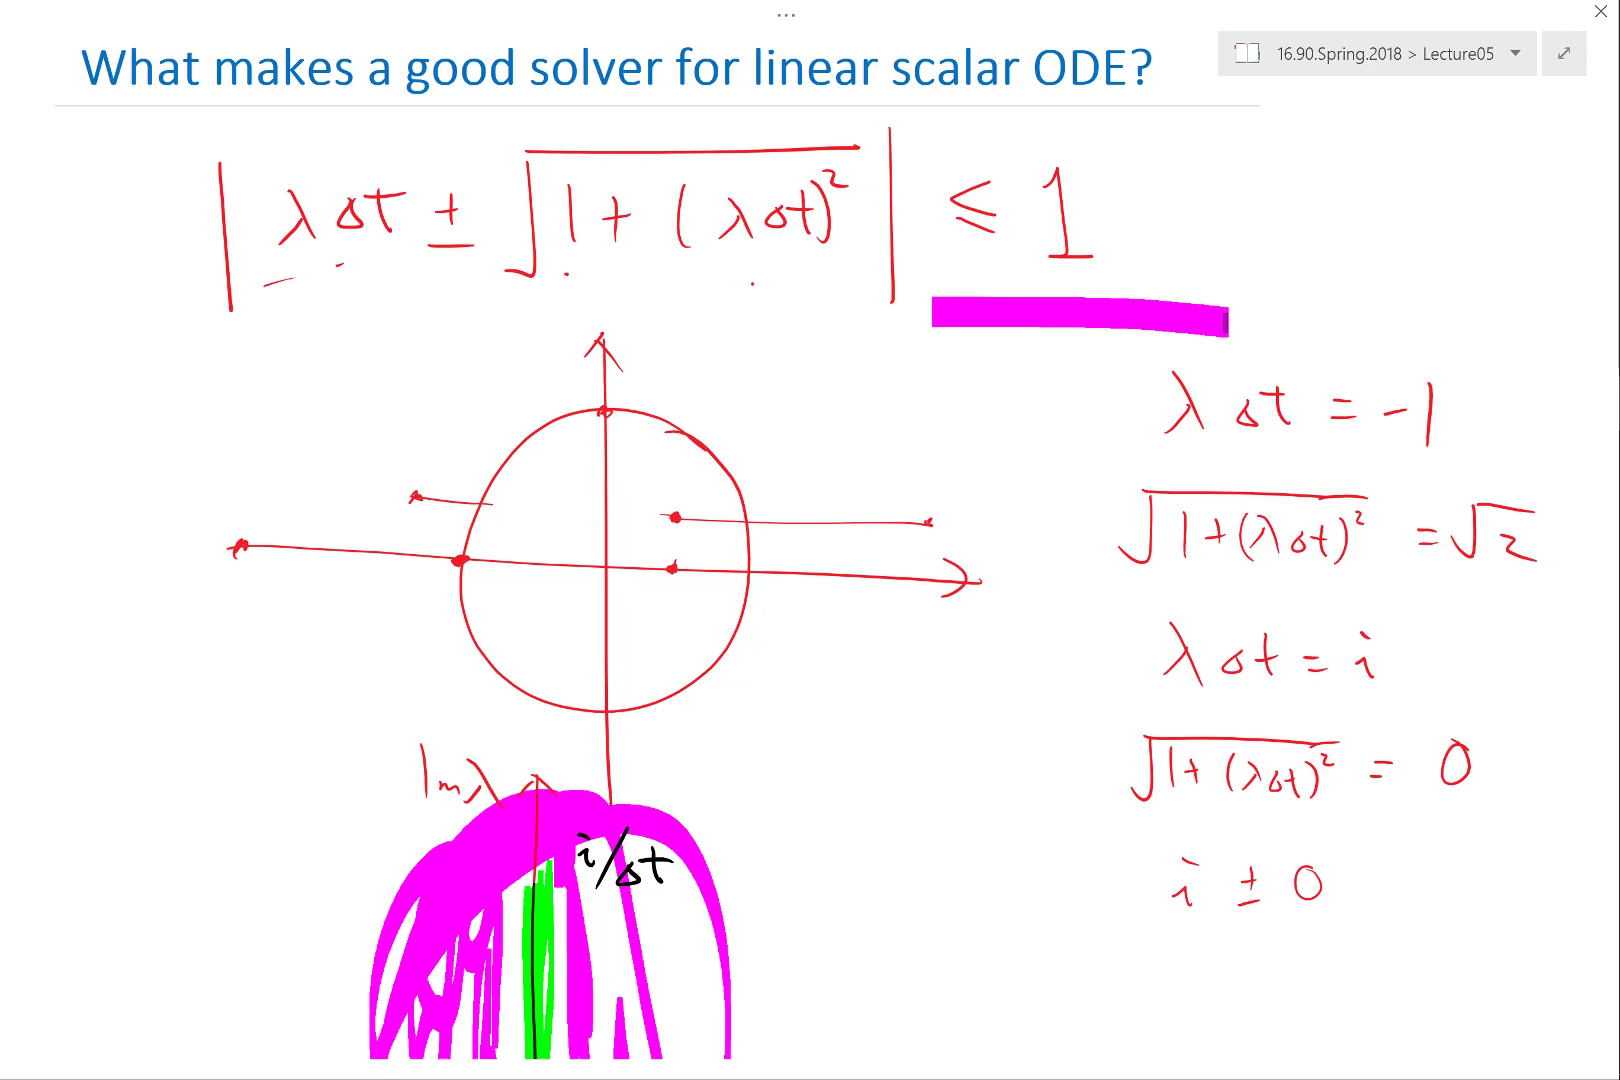 16.90.Spring.2018 > Lecture05
What makes a good solver for linear scalar ODE?
| λΔt ± √(1 + (λΔt)²) | ≤ 1
λΔt = -1
√(1+(λΔt)²) = √2
λΔt = i
√(1+(λΔt)²) = 0
Imλ
i/Δt
i ± 0